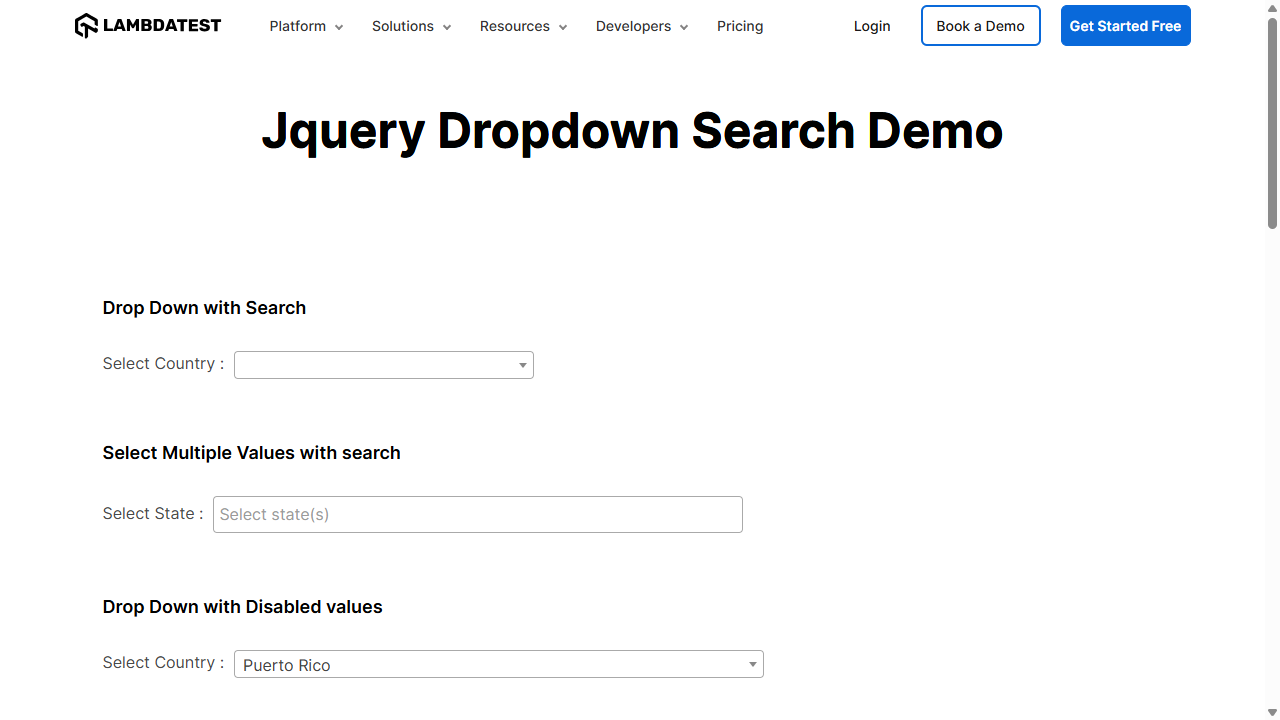 LAMBDATEST Platform Solutions Resources Developers Pricing Login Book a Demo Get Started Free
Jquery Dropdown Search Demo
Drop Down with Search
Select Country :
Select Multiple Values with search
Select State : Select state(s)
Drop Down with Disabled values
Select Country : Puerto Rico